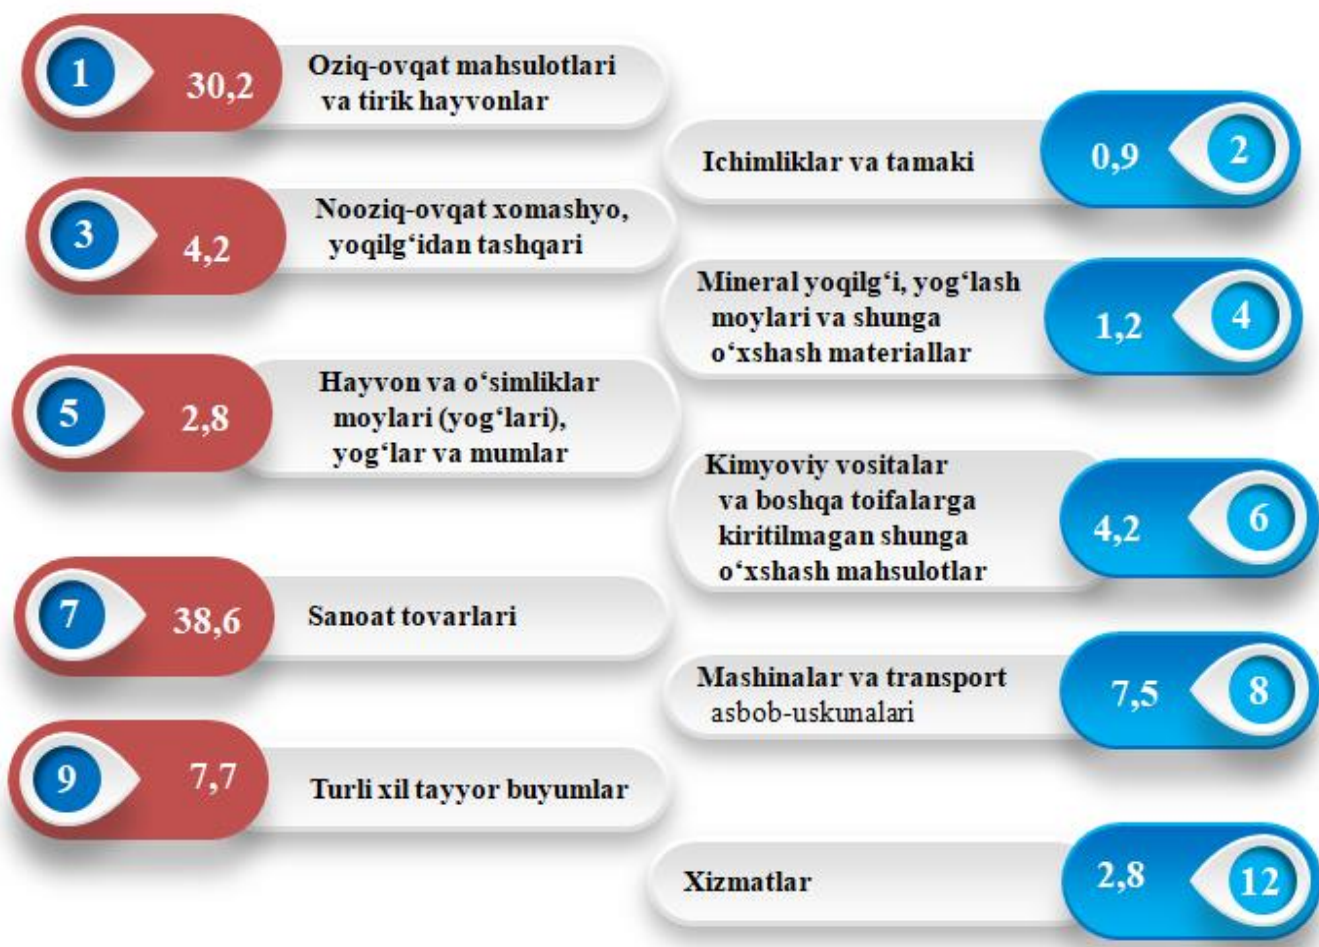 1
30,2
Oziq-ovqat mahsulotlari
va tirik hayvonlar
Ichimliklar va tamaki
0,9
2
3
4,2
Nooziq-ovqat xomashyo,
yoqilg‘idan tashqari
Mineral yoqilg‘i, yog‘lash
moylari va shunga
o‘xshash materiallar
1,2
4
5
2,8
Hayvon va o‘simliklar
moylari (yog‘lari),
yog‘lar va mumlar
Kimyoviy vositalar
va boshqa toifalarga
kiritilmagan shunga
o‘xshash mahsulotlar
4,2
6
7
38,6
Sanoat tovarlari
Mashinalar va transport
asbob-uskunalari
7,5
8
9
7,7
Turli xil tayyor buyumlar
Xizmatlar
2,8
12